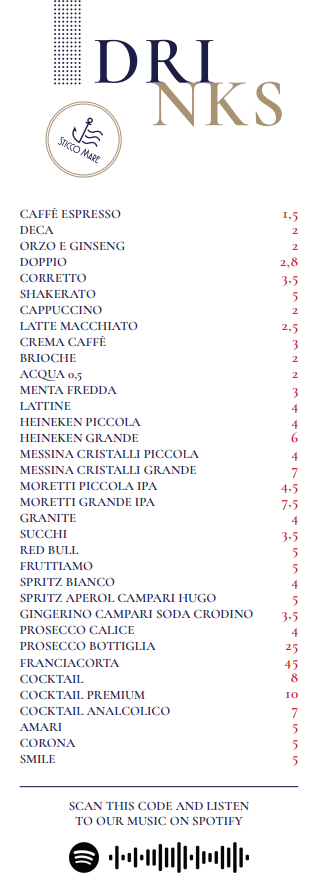 DRI
NKS
STICCO MARE
CAFFÈ ESPRESSO 1,5
DECA 2
ORZO E GINSENG 2
DOPPIO 2,8
CORRETTO 3,5
SHAKERATO 5
CAPPUCCINO 2
LATTE MACCHIATO 2,5
CREMA CAFFÈ 3
BRIOCHE 2
ACQUA 0,5 2
MENTA FREDDA 3
LATTINE 4
HEINEKEN PICCOLA 4
HEINEKEN GRANDE 6
MESSINA CRISTALLI PICCOLA 4
MESSINA CRISTALLI GRANDE 7
MORETTI PICCOLA IPA 4,5
MORETTI GRANDE IPA 7,5
GRANITE 4
SUCCHI 3,5
RED BULL 5
FRUTTIAMO 5
SPRITZ BIANCO 4
SPRITZ APEROL CAMPARI HUGO 5
GINGERINO CAMPARI SODA CRODINO 3,5
PROSECCO CALICE 4
PROSECCO BOTTIGLIA 25
FRANCIACORTA 45
COCKTAIL 8
COCKTAIL PREMIUM 10
COCKTAIL ANALCOLICO 7
AMARI 5
CORONA 5
SMILE 5
SCAN THIS CODE AND LISTEN
TO OUR MUSIC ON SPOTIFY